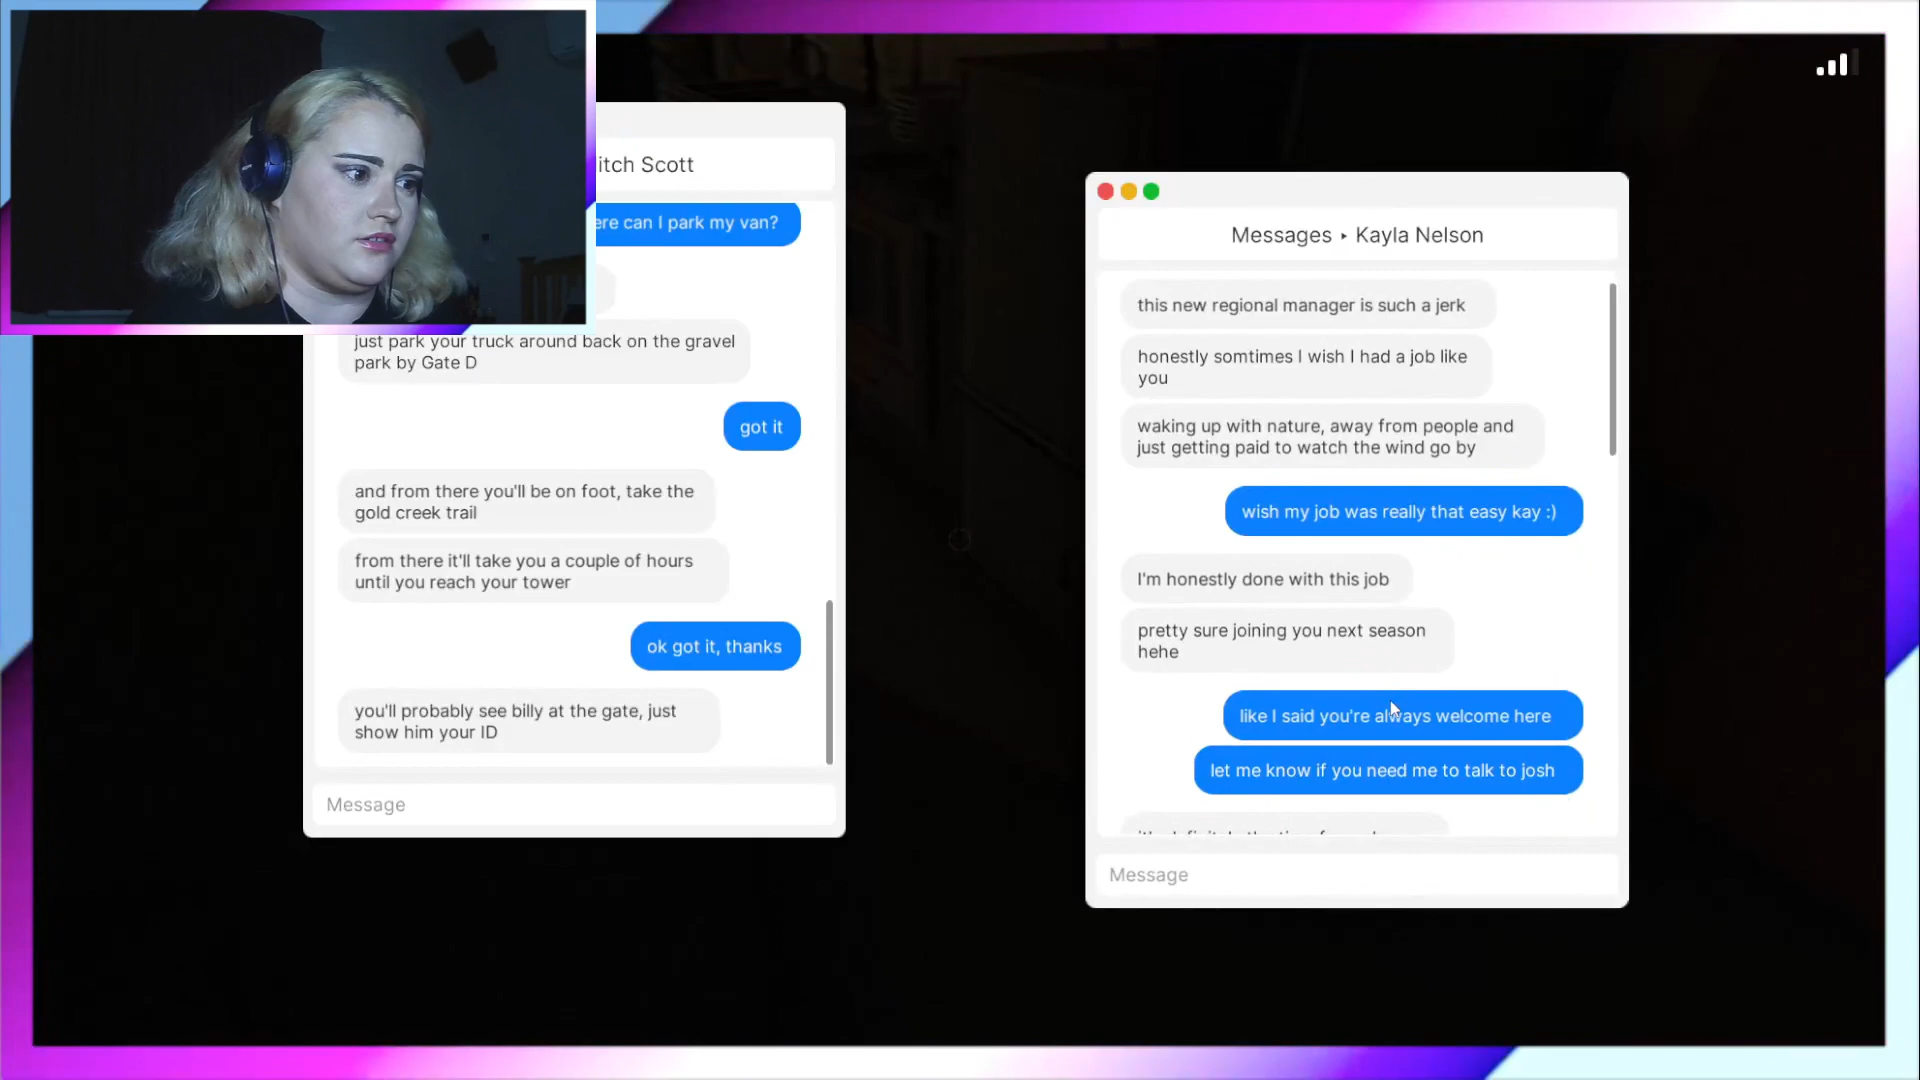 itch Scott
ere can I park my van?
just park your truck around back on the gravel
park by Gate D
got it
and from there you'll be on foot, take the
gold creek trail
from there it'll take you a couple of hours
until you reach your tower
ok got it, thanks
you'll probably see billy at the gate, just
show him your ID
Message
Messages ▸ Kayla Nelson
this new regional manager is such a jerk
honestly somtimes I wish I had a job like
you
waking up with nature, away from people and
just getting paid to watch the wind go by
wish my job was really that easy kay :)
I'm honestly done with this job
pretty sure joining you next season
hehe
like I said you're always welcome here
let me know if you need me to talk to josh
Message